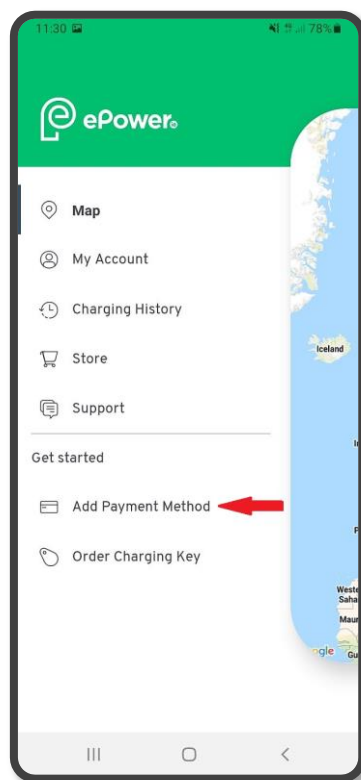 11:30 78%
ePower
Map
My Account
Charging History
Iceland
Store
Support
Get started
Add Payment Method
Order Charging Key